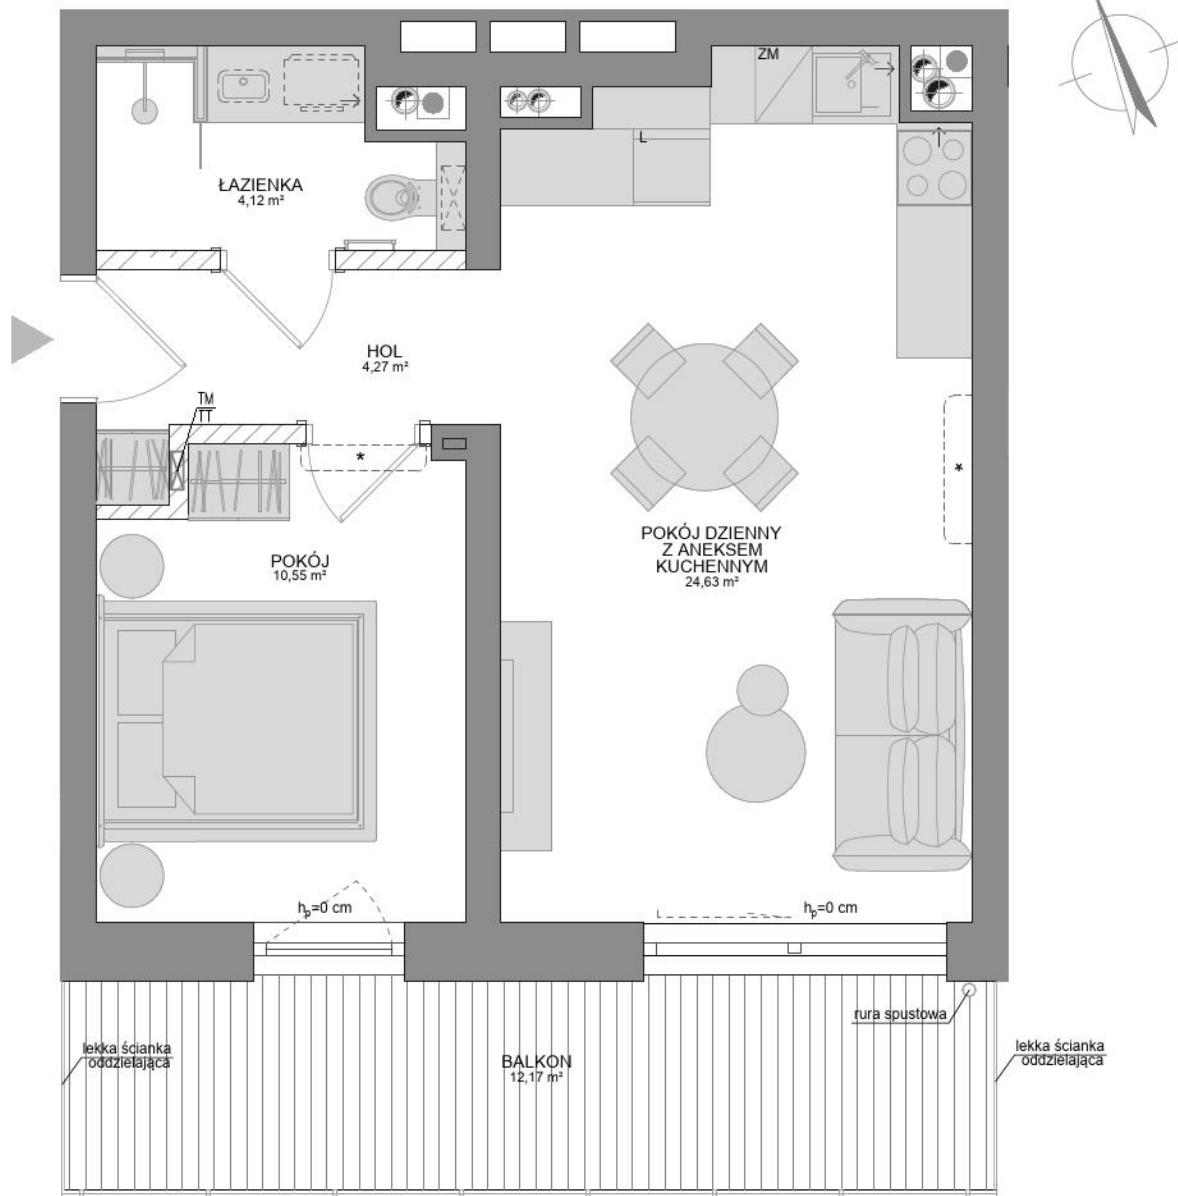 ZM
L
ŁAZIENKA
4,12 m²
HOL
4,27 m²
TM
TT
*
*
POKÓJ
10,55 m²
POKÓJ DZIENNY
Z ANEKSEM
KUCHENNYM
24,63 m²
hp=0 cm
hp=0 cm
rura spustowa
lekka ścianka
oddzielająca
BALKON
12,17 m²
lekka ścianka
oddzielająca